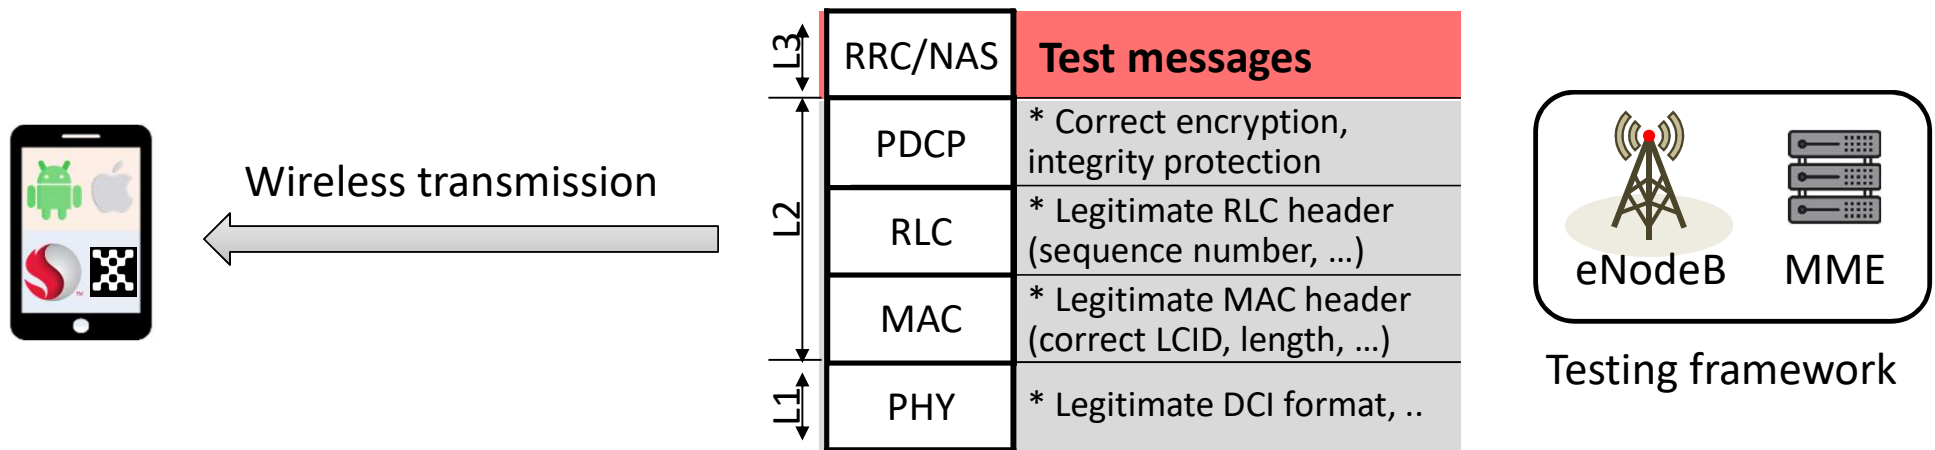 Wireless transmission
L3
RRC/NAS
Test messages
L2
PDCP
* Correct encryption,
integrity protection
RLC
* Legitimate RLC header
(sequence number, ...)
MAC
* Legitimate MAC header
(correct LCID, length, ...)
L1
PHY
* Legitimate DCI format, ..
eNodeB
MME
Testing framework